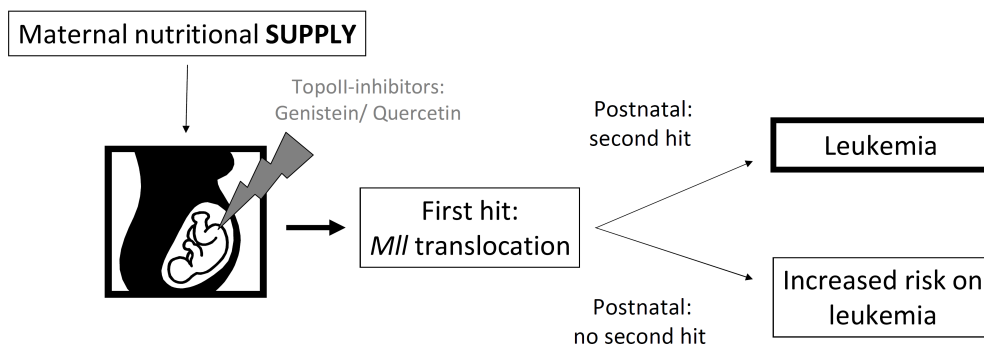 Maternal nutritional SUPPLY
TopoII-inhibitors:
Genistein/ Quercetin
Postnatal:
second hit
Leukemia
First hit:
Mll translocation
Increased risk on
leukemia
Postnatal:
no second hit